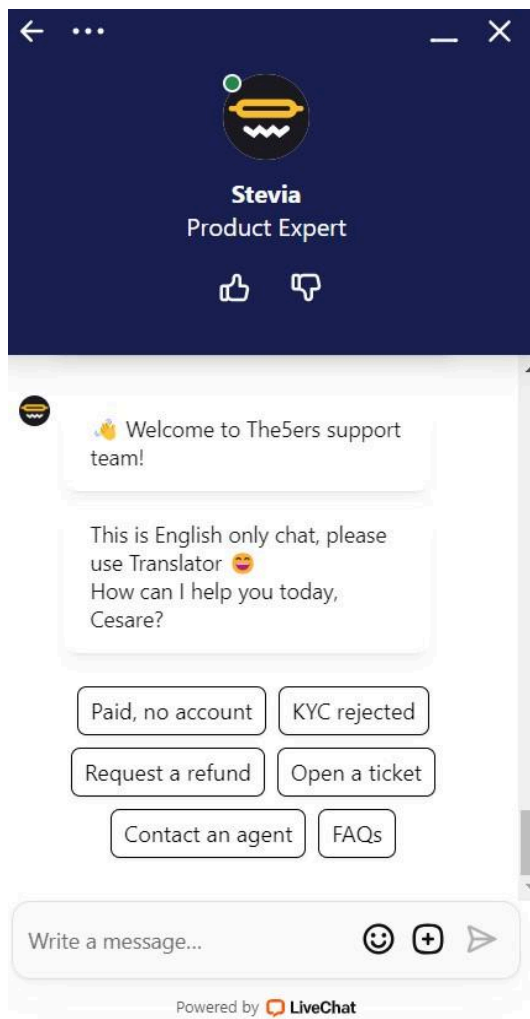 Stevia
Product Expert
👋 Welcome to The5ers support
team!
This is English only chat, please
use Translator 😄
How can I help you today,
Cesare?
Paid, no account
KYC rejected
Request a refund
Open a ticket
Contact an agent
FAQs
Write a message...
Powered by LiveChat